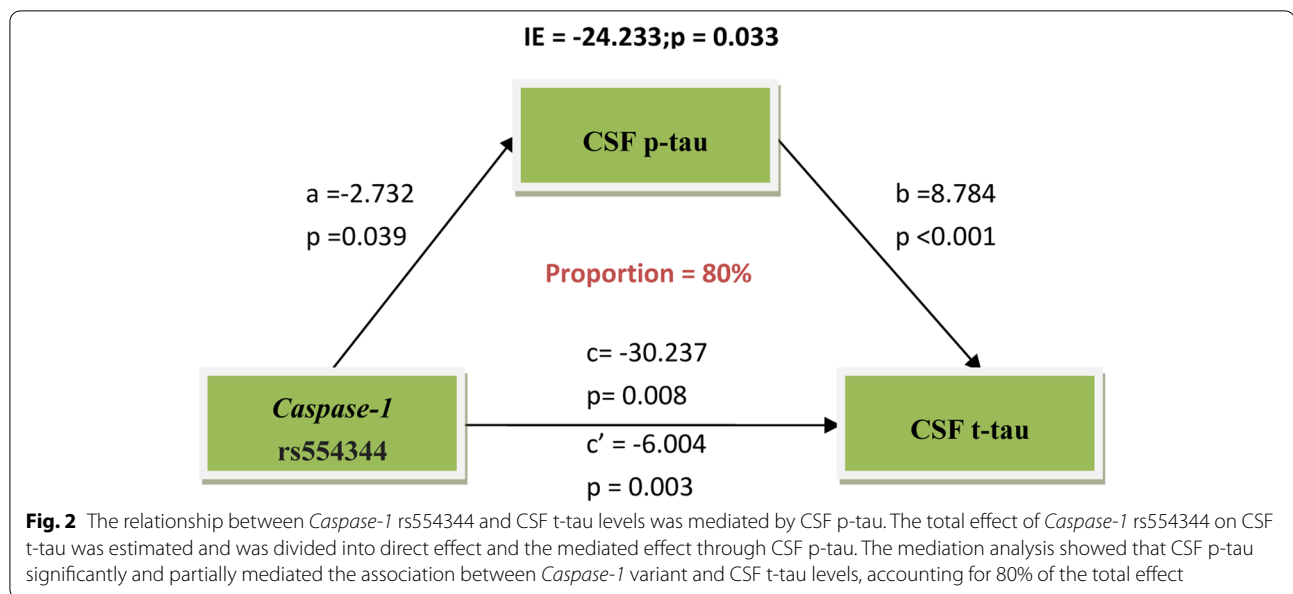 IE = -24.233;p = 0.033
CSF p-tau
a =-2.732
p =0.039
b =8.784
p <0.001
Proportion = 80%
c= -30.237
p= 0.008
Caspase-1
rs554344
CSF t-tau
c’ = -6.004
p = 0.003
Fig. 2 The relationship between Caspase-1 rs554344 and CSF t-tau levels was mediated by CSF p-tau. The total effect of Caspase-1 rs554344 on CSF
t-tau was estimated and was divided into direct effect and the mediated effect through CSF p-tau. The mediation analysis showed that CSF p-tau
significantly and partially mediated the association between Caspase-1 variant and CSF t-tau levels, accounting for 80% of the total effect